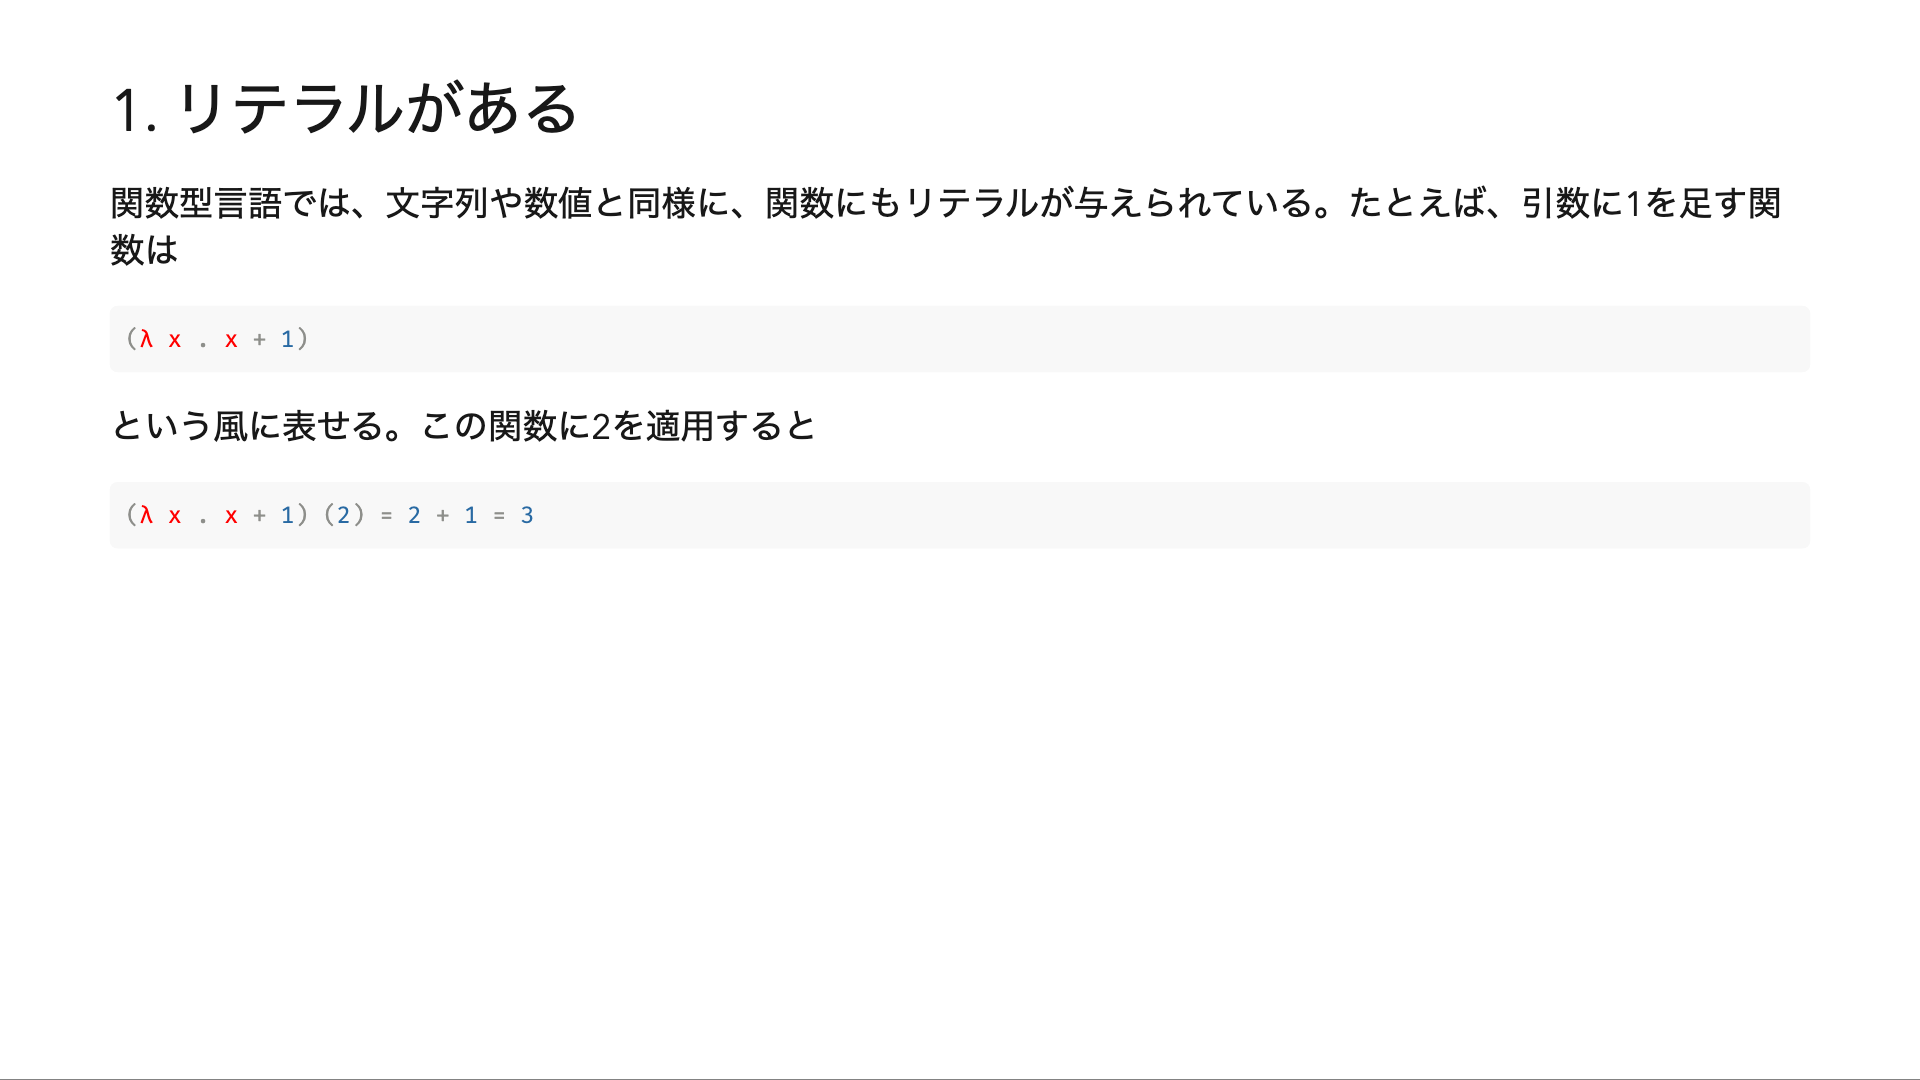 1. リテラルがある
関数型言語では、文字列や数値と同様に、関数にもリテラルが与えられている。たとえば、引数に1を足す関
数は
(λ x . x + 1)
という風に表せる。この関数に2を適用すると
(λ x . x + 1) (2) = 2 + 1 = 3